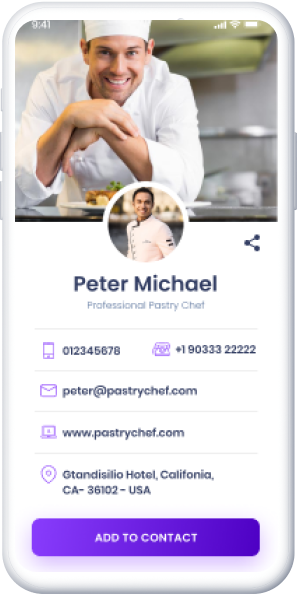 9:41
Peter Michael
Professional Pastry Chef
012345678
+1 90333 22222
peter@pastrychef.com
www.pastrychef.com
Gtandisilio Hotel, Califonia,
CA- 36102 - USA
ADD TO CONTACT